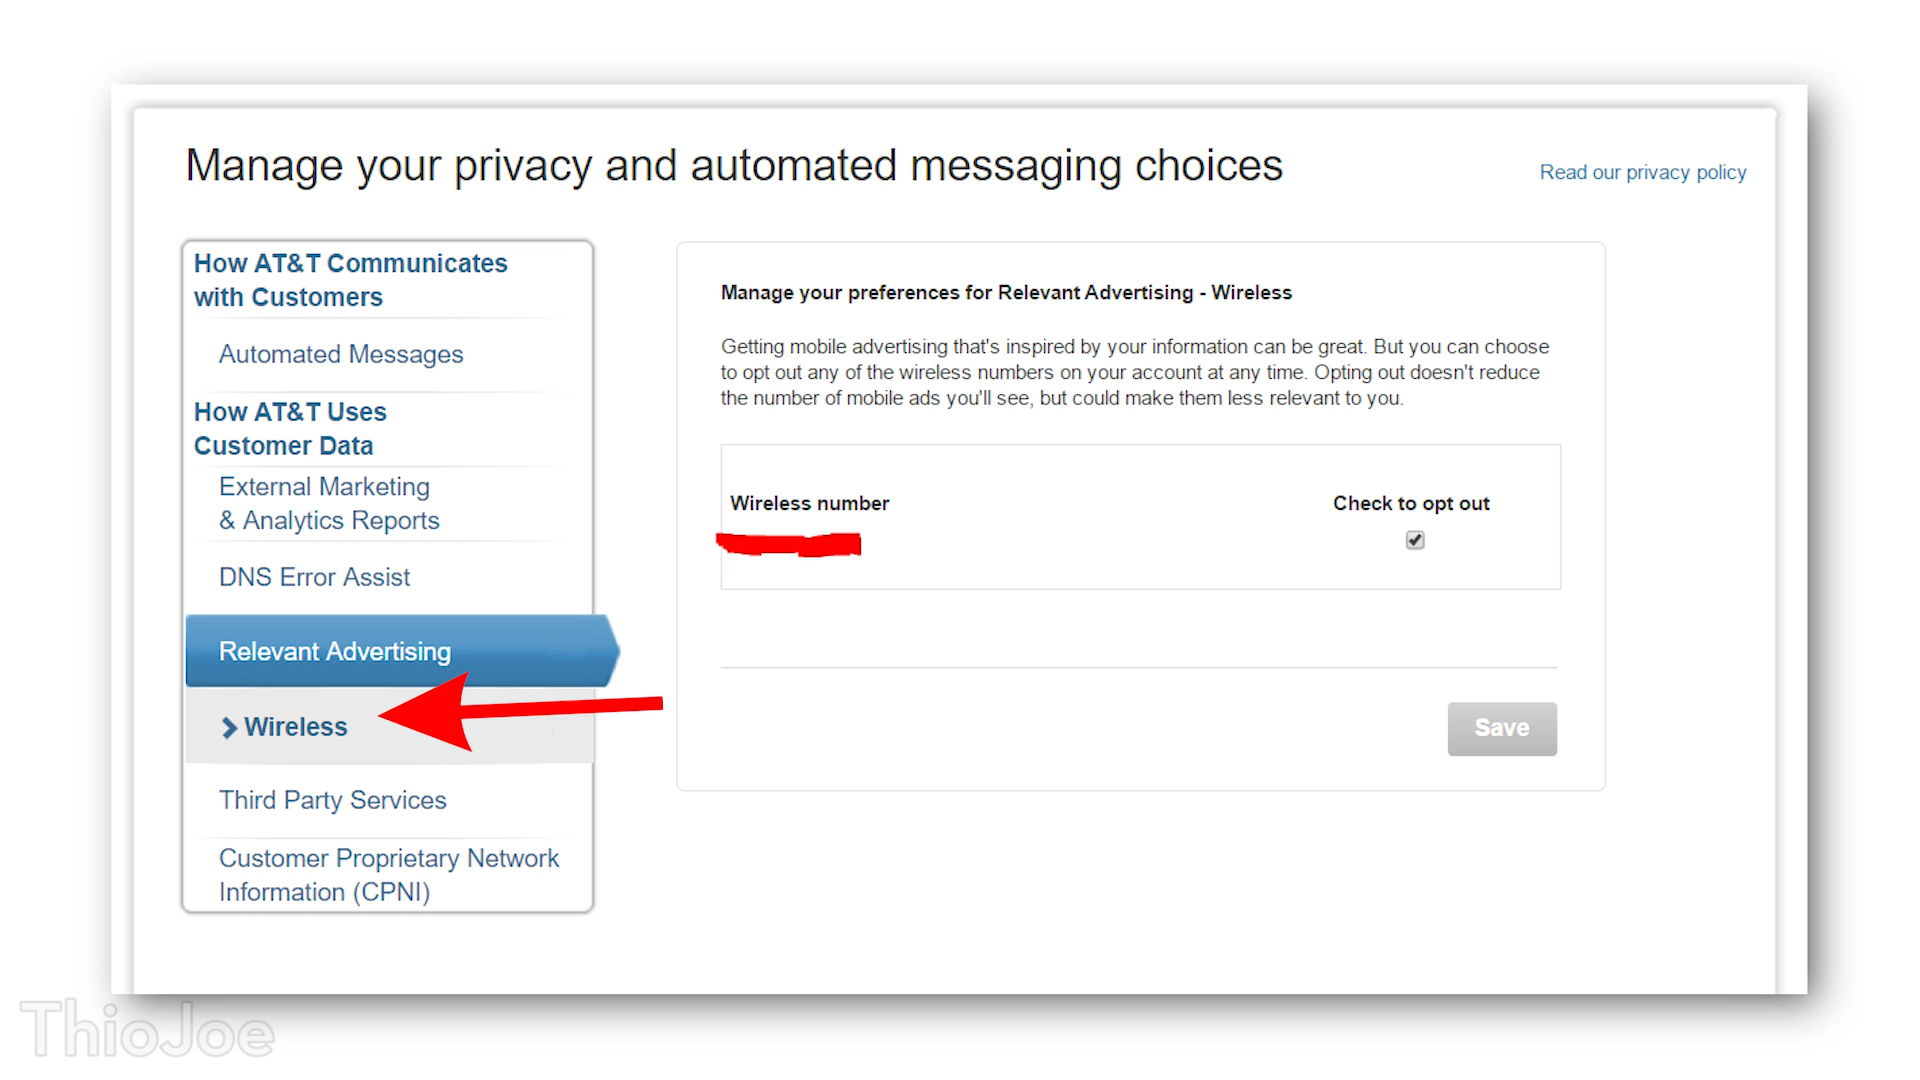 Manage your privacy and automated messaging choices
Read our privacy policy
How AT&T Communicates
with Customers
Automated Messages
How AT&T Uses
Customer Data
External Marketing
& Analytics Reports
DNS Error Assist
Relevant Advertising
Wireless
Third Party Services
Customer Proprietary Network
Information (CPNI)
Manage your preferences for Relevant Advertising - Wireless
Getting mobile advertising that's inspired by your information can be great. But you can choose
to opt out any of the wireless numbers on your account at any time. Opting out doesn't reduce
the number of mobile ads you'll see, but could make them less relevant to you.
Wireless number
Check to opt out
Save
ThioJoe